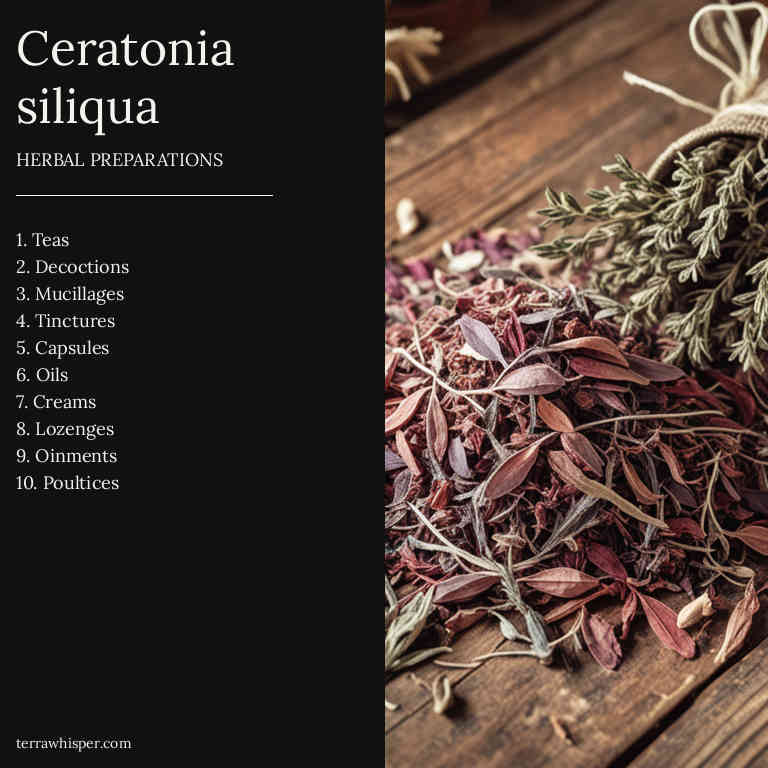 Ceratonia
siliqua
HERBAL PREPARATIONS
1. Teas
2. Decoctions
3. Mucillages
4. Tinctures
5. Capsules
6. Oils
7. Creams
8. Lozenges
9. Oinments
10. Poultices
terrawhisper.com